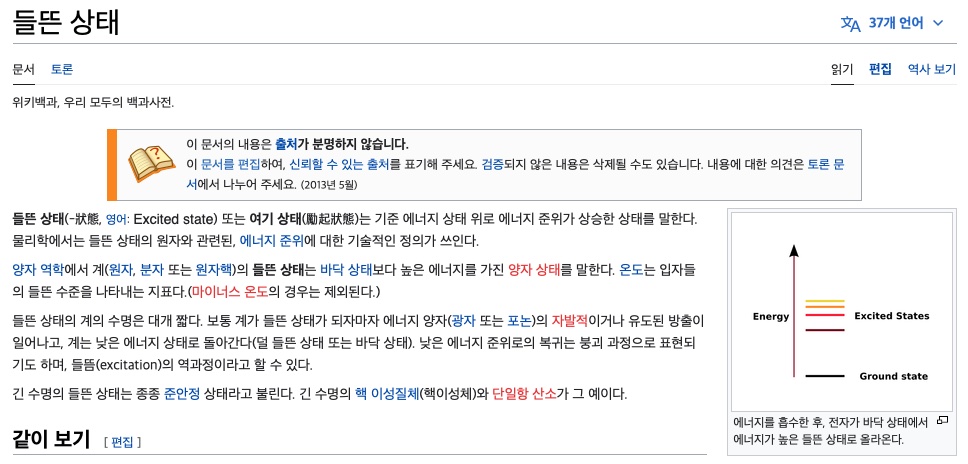 들뜬 상태
37개 언어
문서 토론
읽기 편집 역사 보기
위키백과, 우리 모두의 백과사전.
이 문서의 내용은 출처가 분명하지 않습니다.
이 문서를 편집하여, 신뢰할 수 있는 출처를 표기해 주세요. 검증되지 않은 내용은 삭제될 수도 있습니다. 내용에 대한 의견은 토론 문
서에서 나누어 주세요. (2013년 5월)
들뜬 상태(-狀態, 영어: Excited state) 또는 여기 상태(勵起狀態)는 기준 에너지 상태 위로 에너지 준위가 상승한 상태를 말한다.
물리학에서는 들뜬 상태의 원자와 관련된, 에너지 준위에 대한 기술적인 정의가 쓰인다.
양자 역학에서 계(원자, 분자 또는 원자핵)의 들뜬 상태는 바닥 상태보다 높은 에너지를 가진 양자 상태를 말한다. 온도는 입자들
의 들뜬 수준을 나타내는 지표다.(마이너스 온도의 경우는 제외된다.)
들뜬 상태의 계의 수명은 대개 짧다. 보통 계가 들뜬 상태가 되자마자 에너지 양자(광자 또는 포논)의 자발적이거나 유도된 방출이
일어나고, 계는 낮은 에너지 상태로 돌아간다(덜 들뜬 상태 또는 바닥 상태). 낮은 에너지 준위로의 복귀는 붕괴 과정으로 표현되
기도 하며, 들뜸(excitation)의 역과정이라고 할 수 있다.
긴 수명의 들뜬 상태는 종종 준안정 상태라고 불린다. 긴 수명의 핵 이성질체(핵이성체)와 단일항 산소가 그 예이다.
같이 보기 [ 편집 ]
Energy
Excited States
Ground state
에너지를 흡수한 후, 전자가 바닥 상태에서
에너지가 높은 들뜬 상태로 올라온다.